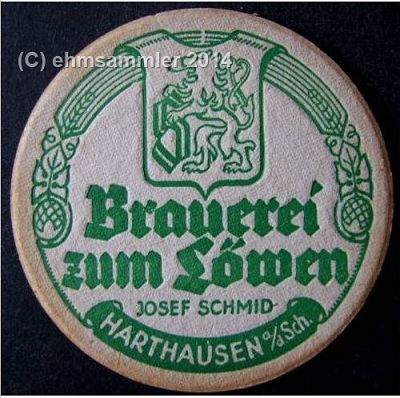 (C) ehmsammler 2014
S
Brauerei
zum Löwen
JOSEF SCHMID
HARTHAUSEN a/d Sch.